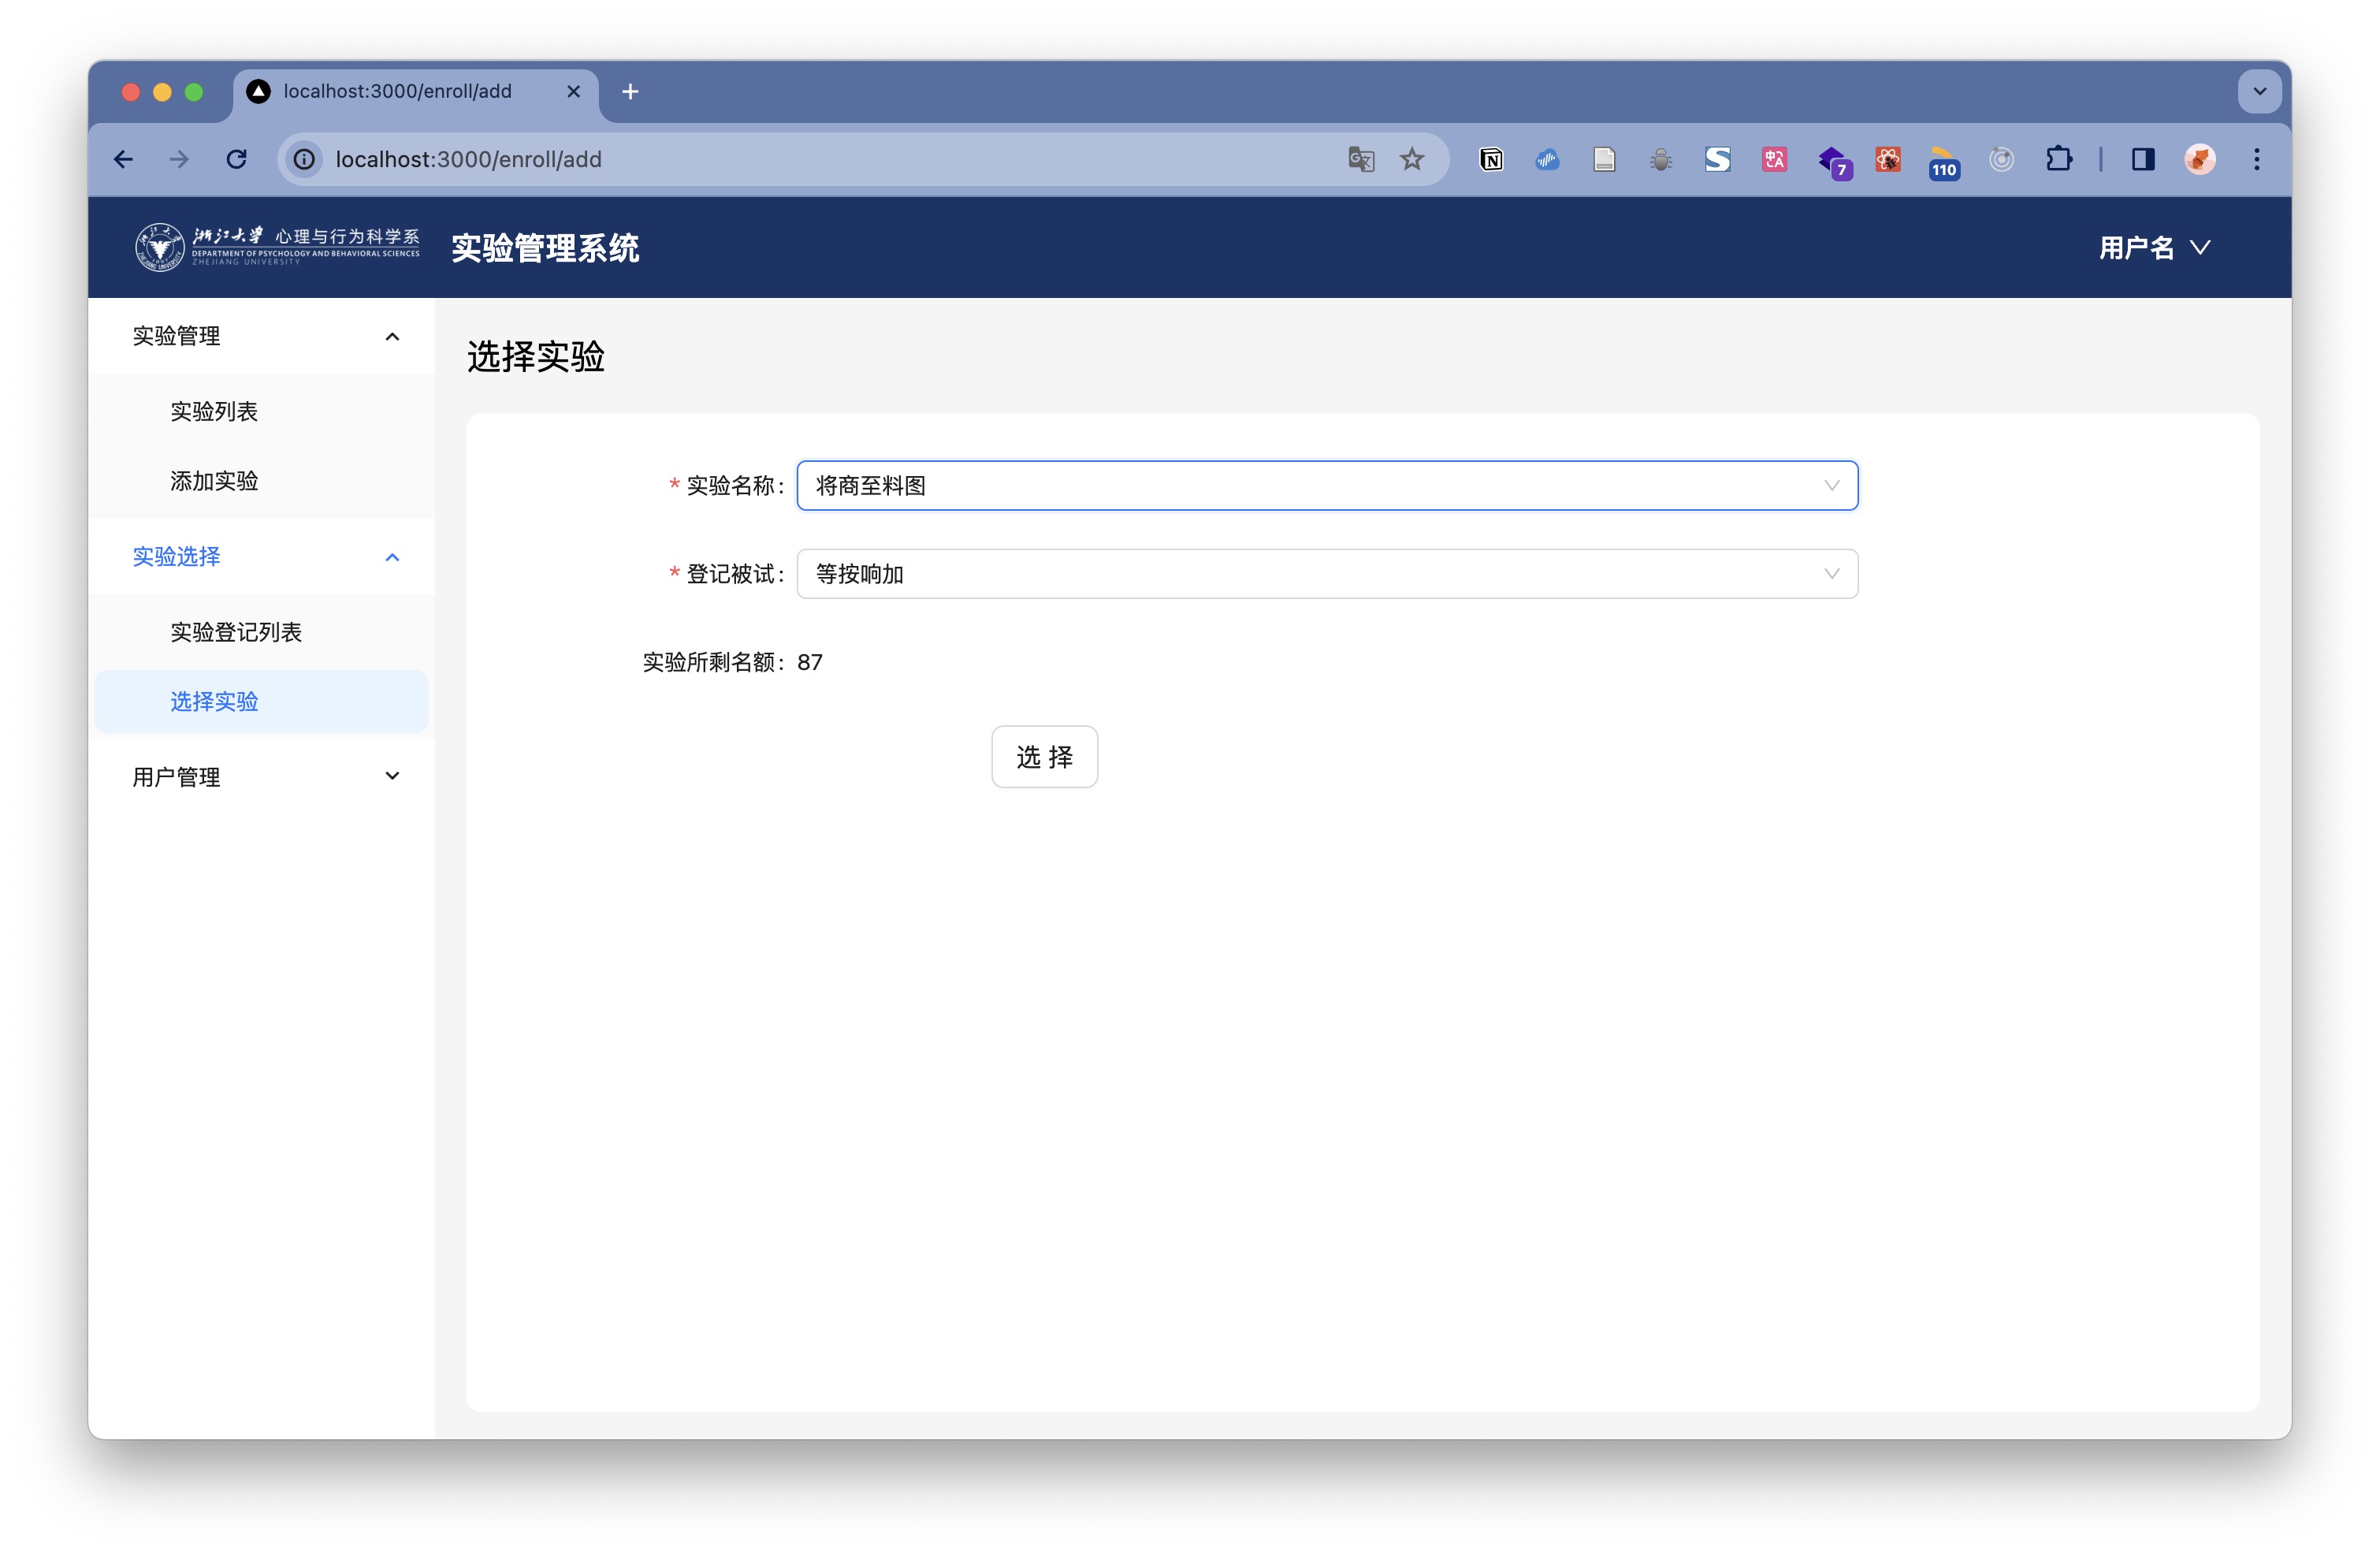 localhost:3000/enroll/add
localhost:3000/enroll/add
7
110
浙江大学 心理与行为科学系
DEPARTMENT OF PSYCHOLOGY AND BEHAVIORAL SCIENCES
ZHEJIANG UNIVERSITY
实验管理系统
用户名
实验管理
实验列表
添加实验
实验选择
实验登记列表
选择实验
用户管理
选择实验
* 实验名称: 将商至料图
* 登记被试: 等按响加
实验所剩名额: 87
选 择